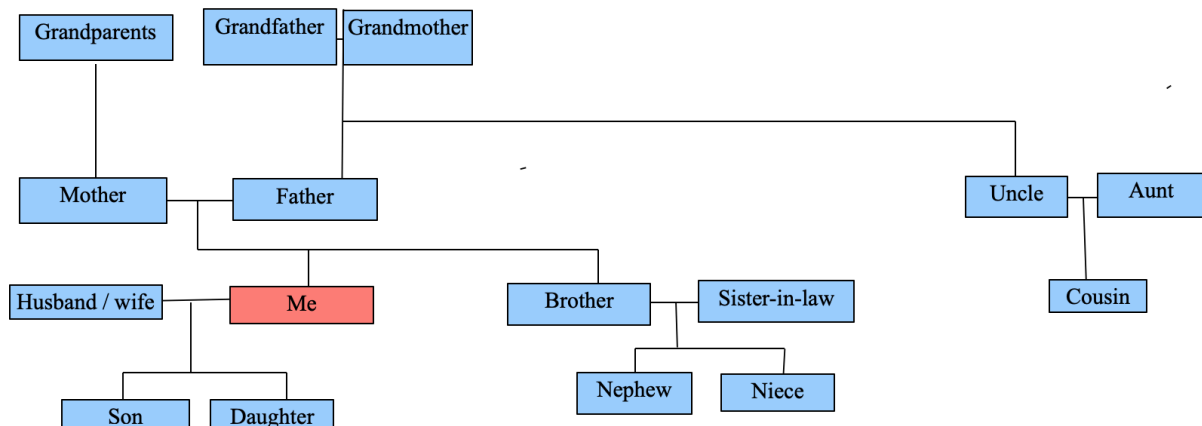 Grandparents
Grandfather
Grandmother
Mother
Father
Uncle
Aunt
Husband / wife
Me
Brother
Sister-in-law
Cousin
Nephew
Niece
Son
Daughter